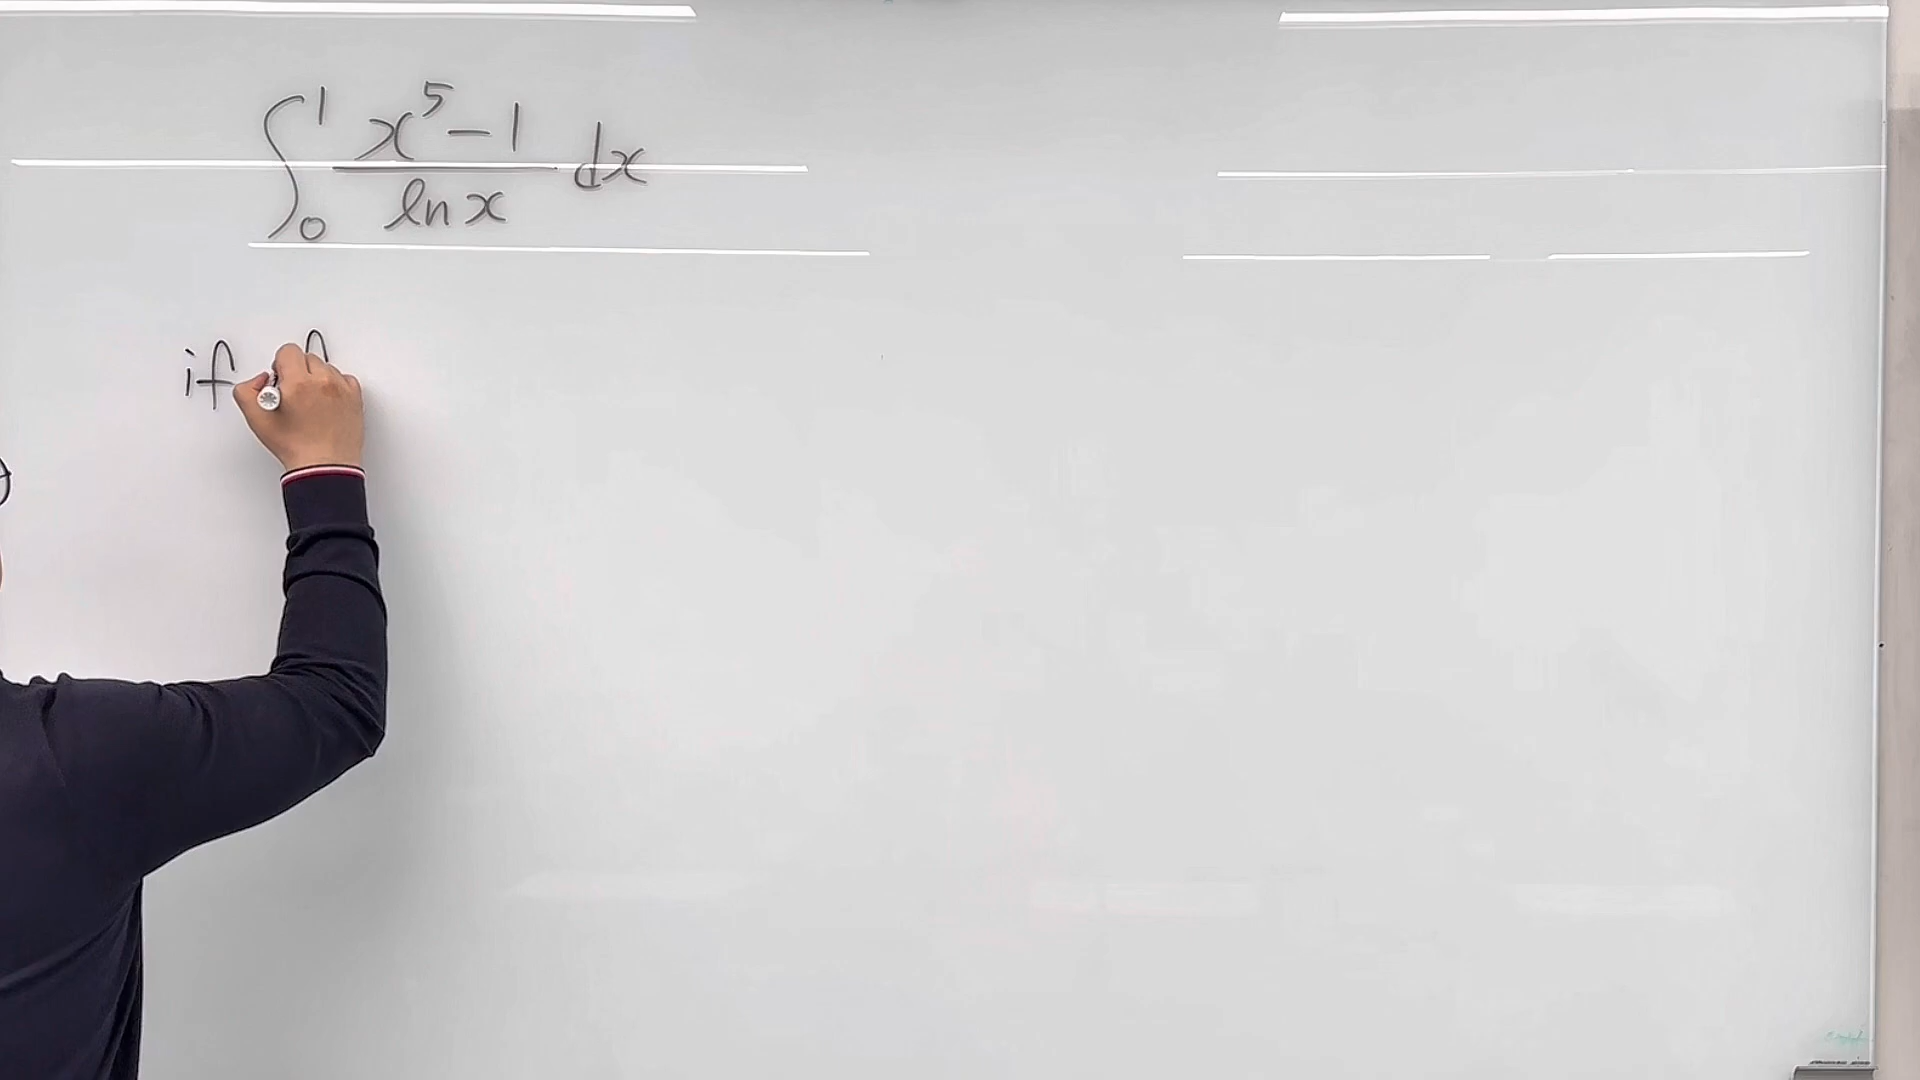 ∫₀¹ (x⁵ − 1)/(ln x) dx
if f